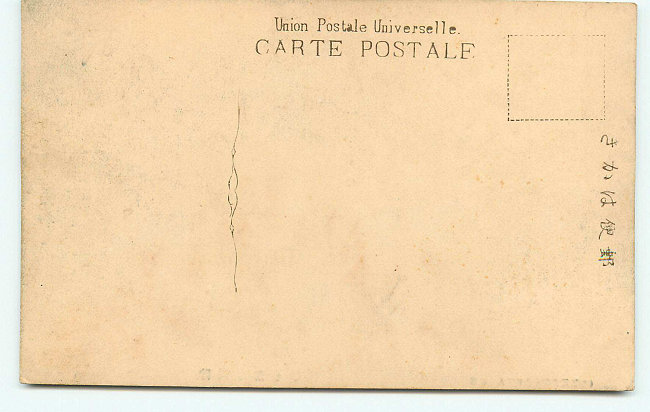 Union Postale Universelle.
CARTE POSTALE
きかは便郵